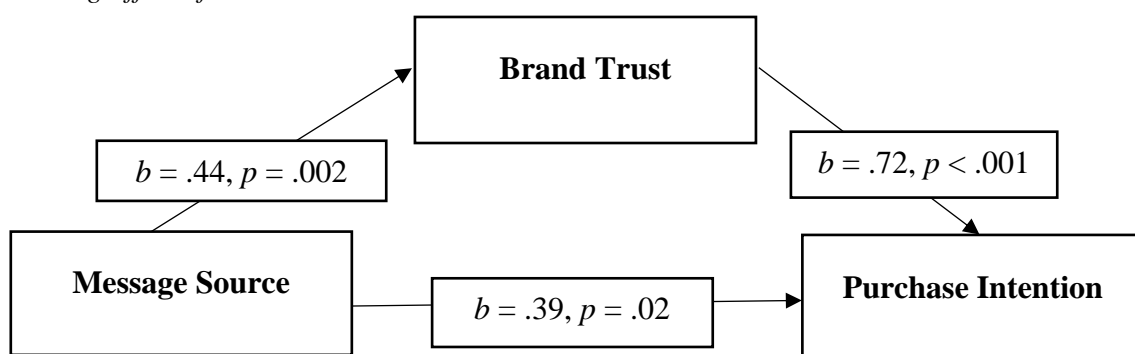 Brand Trust
b = .44, p = .002
b = .72, p < .001
Message Source
Purchase Intention
b = .39, p = .02